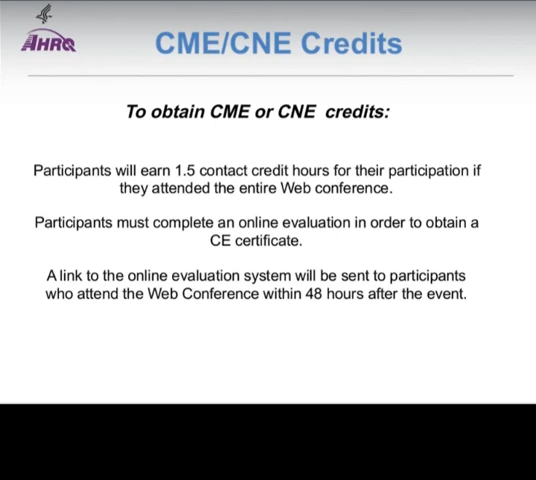 AHRQ
CME/CNE Credits
To obtain CME or CNE credits:
Participants will earn 1.5 contact credit hours for their participation if
they attended the entire Web conference.
Participants must complete an online evaluation in order to obtain a
CE certificate.
A link to the online evaluation system will be sent to participants
who attend the Web Conference within 48 hours after the event.